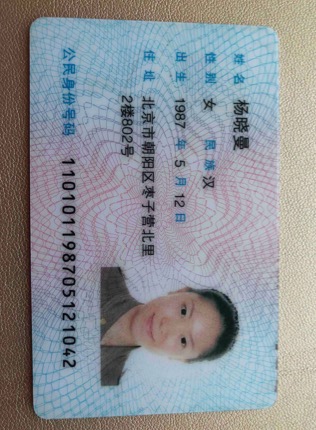 姓名 杨晓曼
性别 女 民族 汉
出生 1987 年 5 月 12 日
住址 北京市朝阳区枣子营北里
2楼802号
公民身份号码 110101198705121042